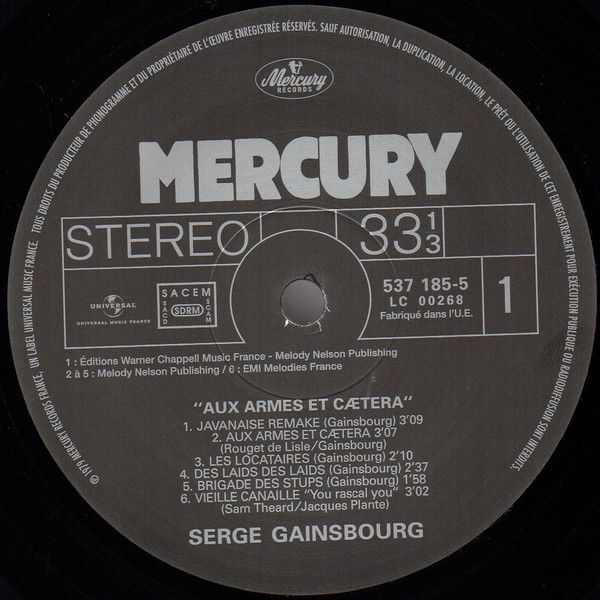 ℗ 1979 MERCURY RECORDS FRANCE, UN LABEL UNIVERSAL MUSIC FRANCE. TOUS DROITS DU PRODUCTEUR DE PHONOGRAMME ET DU PROPRIÉTAIRE DE L'ŒUVRE ENREGISTRÉE RÉSERVÉS. SAUF AUTORISATION, LA DUPLICATION, LA LOCATION, LE PRÊT OU L'UTILISATION DE CET ENREGISTREMENT POUR EXÉCUTION PUBLIQUE OU RADIODIFFUSION SONT INTERDITS.
Mercury
RECORDS
MERCURY
STEREO
33 1/3
UNIVERSAL
UNIVERSAL MUSIC FRANCE
SACEM
SACD
SDRM
SCAM
537 185-5
LC 00268
Fabriqué dans l'U.E.
1
1 : Éditions Warner Chappell Music France - Melody Nelson Publishing
2 à 5 : Melody Nelson Publishing / 6 : EMI Melodies France
"AUX ARMES ET CÆTERA"
1. JAVANAISE REMAKE (Gainsbourg) 3'09
2. AUX ARMES ET CÆTERA 3'07
(Rouget de Lisle/Gainsbourg)
3. LES LOCATAIRES (Gainsbourg) 2'10
4. DES LAIDS DES LAIDS (Gainsbourg) 2'37
5. BRIGADE DES STUPS (Gainsbourg) 1'58
6. VIEILLE CANAILLE "You rascal you" 3'02
(Sam Theard/Jacques Plante)
SERGE GAINSBOURG